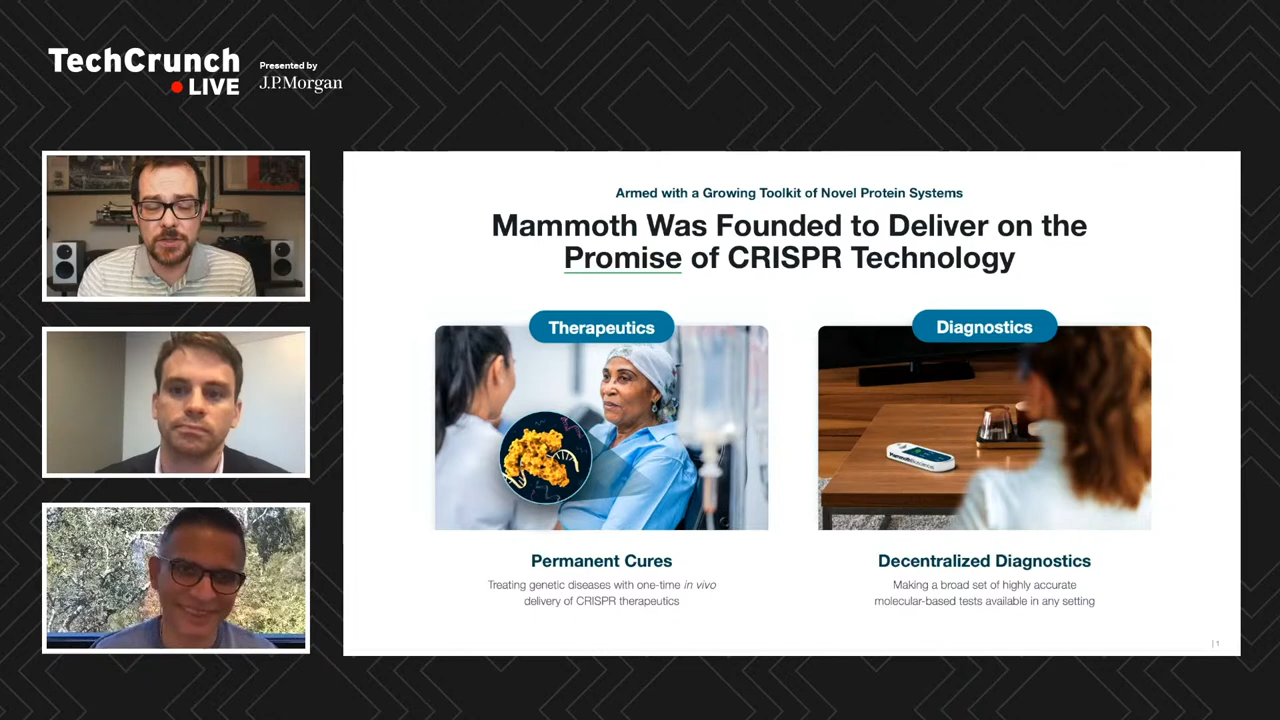 TechCrunch
LIVE
Presented by
J.P.Morgan
Armed with a Growing Toolkit of Novel Protein Systems
Mammoth Was Founded to Deliver on the
Promise of CRISPR Technology
Therapeutics
Diagnostics
Permanent Cures
Treating genetic diseases with one-time in vivo
delivery of CRISPR therapeutics
Decentralized Diagnostics
Making a broad set of highly accurate
molecular-based tests available in any setting
| 1